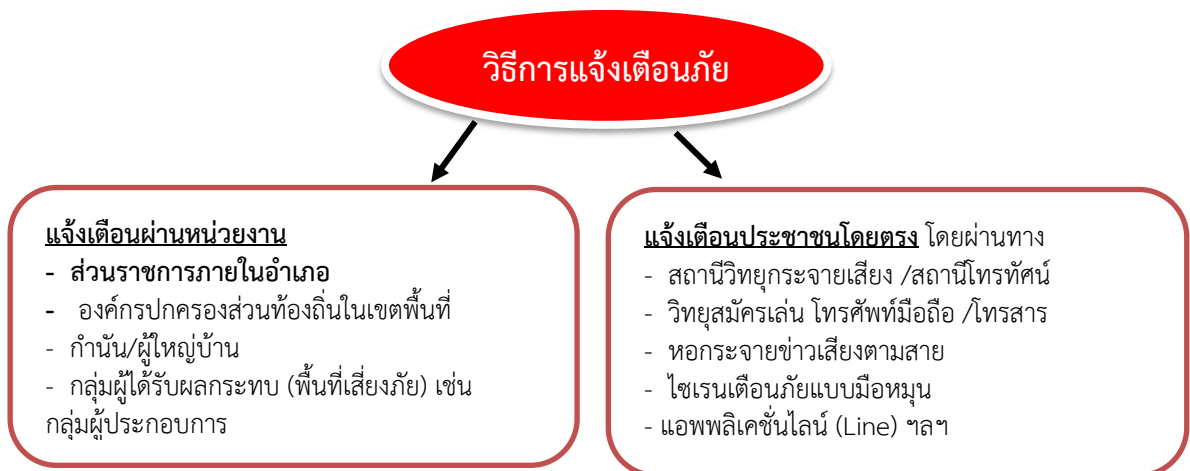 วิธีการแจ้งเตือนภัย
แจ้งเตือนผ่านหน่วยงาน
- ส่วนราชการภายในอำเภอ
- องค์กรปกครองส่วนท้องถิ่นในเขตพื้นที่
- กำนัน/ผู้ใหญ่บ้าน
- กลุ่มผู้ได้รับผลกระทบ (พื้นที่เสี่ยงภัย) เช่น
กลุ่มผู้ประกอบการ
แจ้งเตือนประชาชนโดยตรง โดยผ่านทาง
- สถานีวิทยุกระจายเสียง /สถานีโทรทัศน์
- วิทยุสมัครเล่น โทรศัพท์มือถือ /โทรสาร
- หอกระจายข่าวเสียงตามสาย
- ไซเรนเตือนภัยแบบมือหมุน
- แอพพลิเคชั่นไลน์ (Line) ฯลฯ